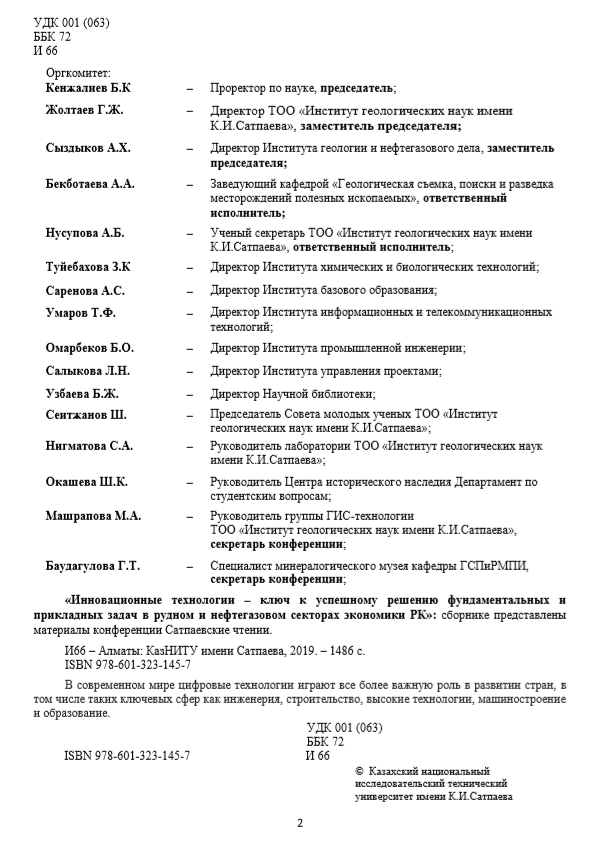 УДК 001 (063)
ББК 72
И 66
Оргкомитет:
Кенжалиев Б.К – Проректор по науке, председатель;
Жолтаев Г.Ж. – Директор ТОО «Институт геологических наук имени
К.И.Сатпаева», заместитель председателя;
Сыздыков А.Х. – Директор Института геологии и нефтегазового дела, заместитель
председателя;
Бекботаева А.А. – Заведующий кафедрой «Геологическая съемка, поиски и разведка
месторождений полезных ископаемых», ответственный
исполнитель;
Нусупова А.Б. – Ученый секретарь ТОО «Институт геологических наук имени
К.И.Сатпаева», ответственный исполнитель;
Туйебахова З.К – Директор Института химических и биологических технологий;
Саренова А.С. – Директор Института базового образования;
Умаров Т.Ф. – Директор Института информационных и телекоммуникационных
технологий;
Омарбеков Б.О. – Директор Института промышленной инженерии;
Салыкова Л.Н. – Директор Института управления проектами;
Узбаева Б.Ж. – Директор Научной библиотеки;
Сеитжанов Ш. – Председатель Совета молодых ученых ТОО «Институт
геологических наук имени К.И.Сатпаева»;
Нигматова С.А. – Руководитель лаборатории ТОО «Институт геологических наук
имени К.И.Сатпаева»;
Окашева Ш.К. – Руководитель Центра исторического наследия Департамент по
студентским вопросам;
Машрапова М.А. – Руководитель группы ГИС-технологии
ТОО «Институт геологических наук имени К.И.Сатпаева»,
секретарь конференции;
Баудагулова Г.Т. – Специалист минералогического музея кафедры ГСПиРМПИ,
секретарь конференции;
«Инновационные технологии – ключ к успешному решению фундаментальных и
прикладных задач в рудном и нефтегазовом секторах экономики РК»: сборнике представлены
материалы конференции Сатпаевские чтении.
И66 – Алматы: КазНИТУ имени Сатпаева, 2019. – 1486 с.
ISBN 978-601-323-145-7
В современном мире цифровые технологии играют все более важную роль в развитии стран, в
том числе таких ключевых сфер как инженерия, строительство, высокие технологии, машиностроение
и образование.
УДК 001 (063)
ББК 72
ISBN 978-601-323-145-7 И 66
© Казахский национальный
исследовательский технический
университет имени К.И.Сатпаева
2